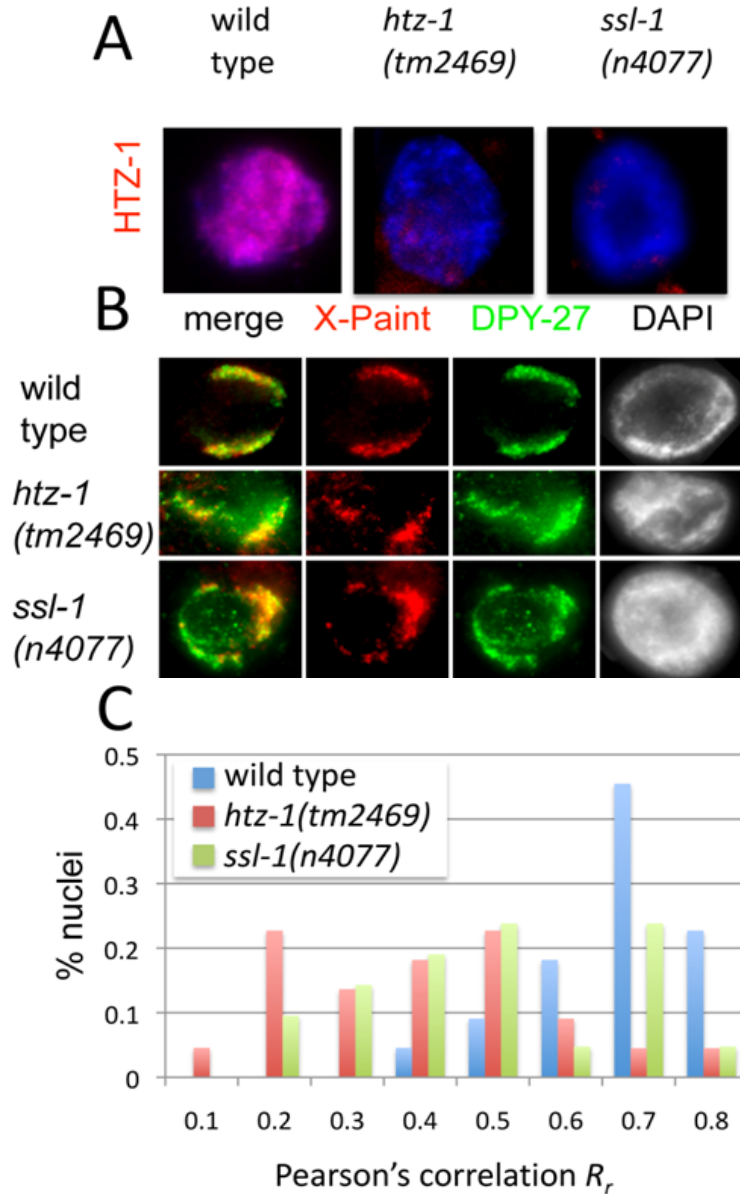 A
wild type
htz-1 (tm2469)
ssl-1 (n4077)
HTZ-1
B
merge X-Paint DPY-27 DAPI
wild type
htz-1 (tm2469)
ssl-1 (n4077)
C
wild type
htz-1(tm2469)
ssl-1(n4077)
% nuclei
0.5
0.4
0.3
0.2
0.1
0
0.1 0.2 0.3 0.4 0.5 0.6 0.7 0.8
Pearson's correlation Rr